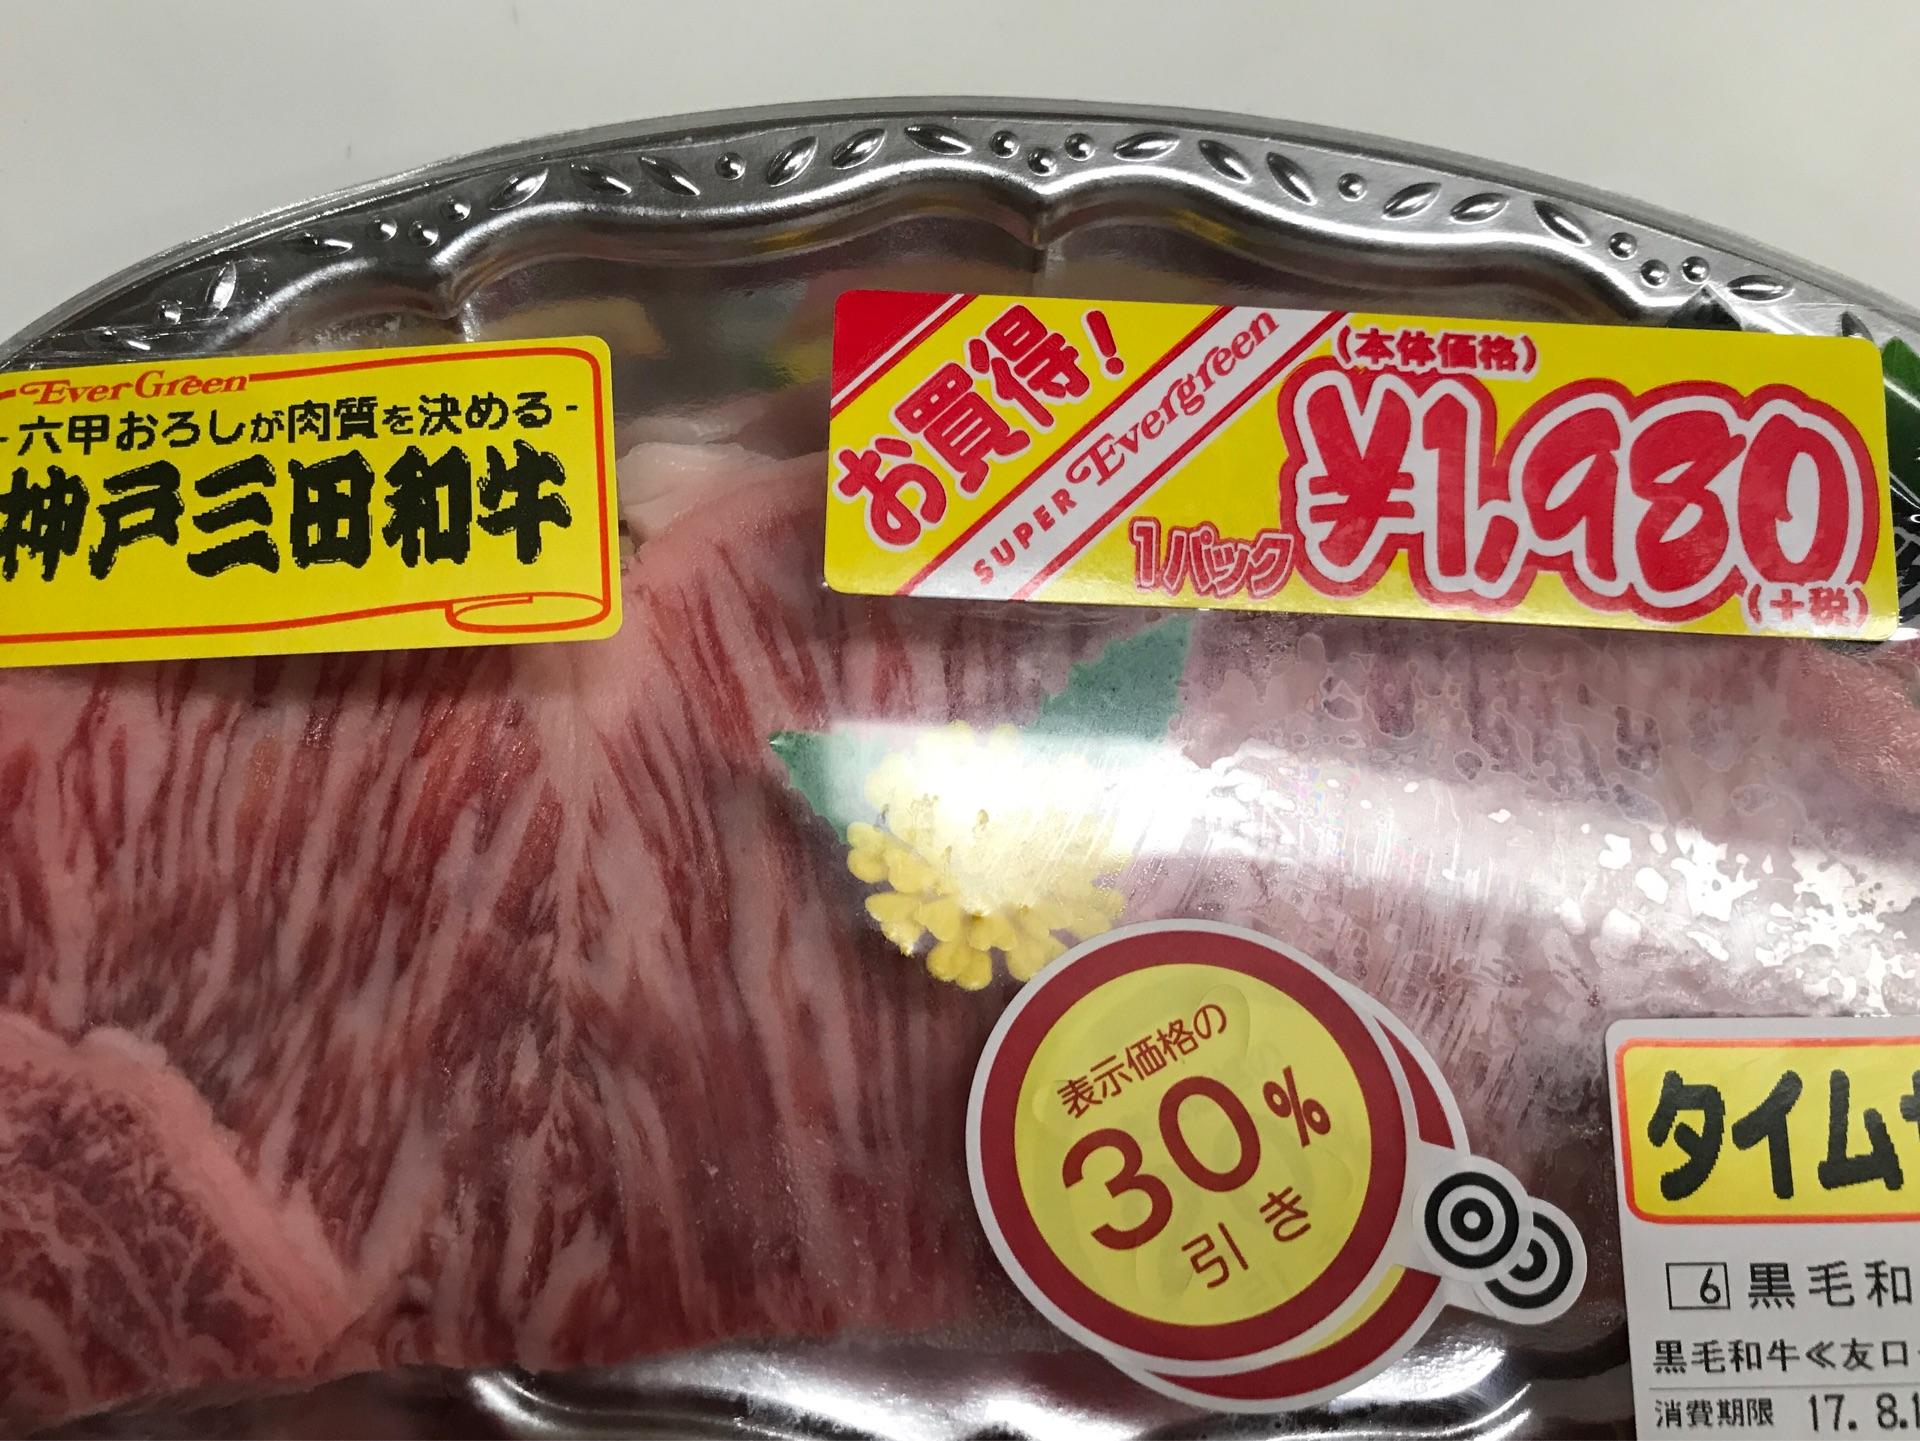 Ever Green
-六甲おろしが肉質を決める-
神戸三田和牛
お買得!
SUPER Evergreen
(本体価格)
1パック ¥1,980
(+税)
表示価格の
30%
引き
タイム
6 黒毛和
黒毛和牛≪友ロ
消費期限 17. 8.1